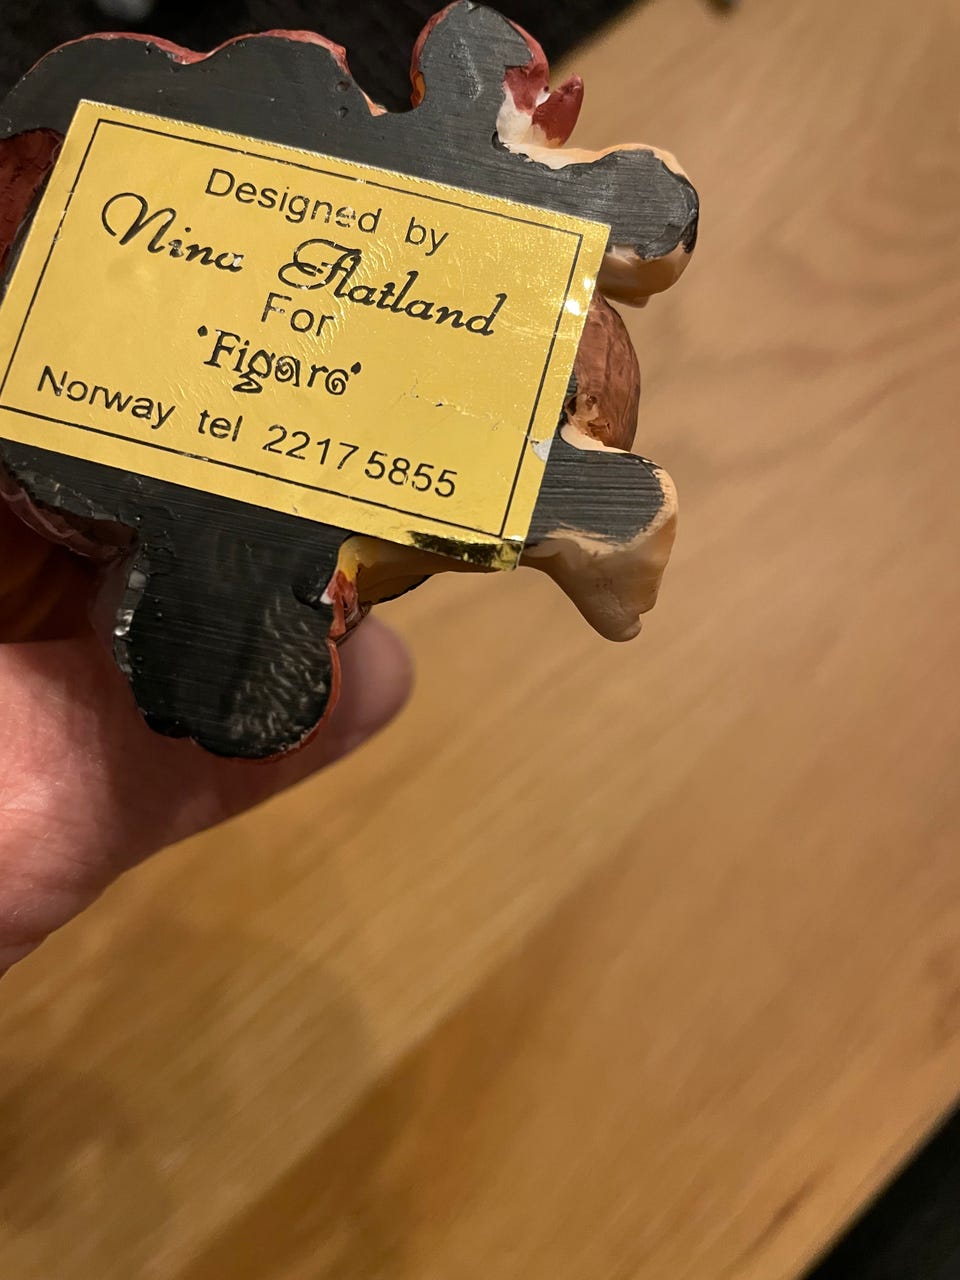 Designed by
Nina Flatland
For
'Figaro'
Norway tel 22175855